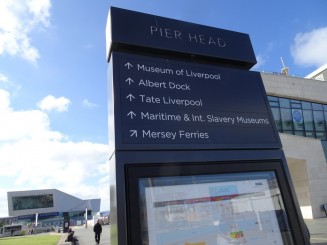 PIER HEAD
↑ Museum of Liverpool
↑ Albert Dock
↑ Tate Liverpool
↑ Maritime & Int. Slavery Museums
↗ Mersey Ferries